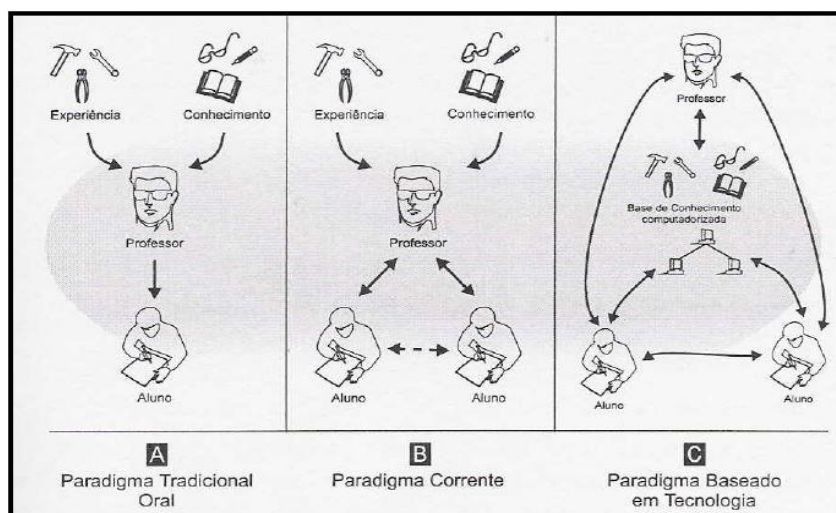 Experiência
Conhecimento
Professor
Aluno
A
Paradigma Tradicional
Oral
Experiência
Conhecimento
Professor
Aluno
Aluno
B
Paradigma Corrente
Professor
Base de Conhecimento
computadorizada
Aluno
Aluno
C
Paradigma Baseado
em Tecnologia